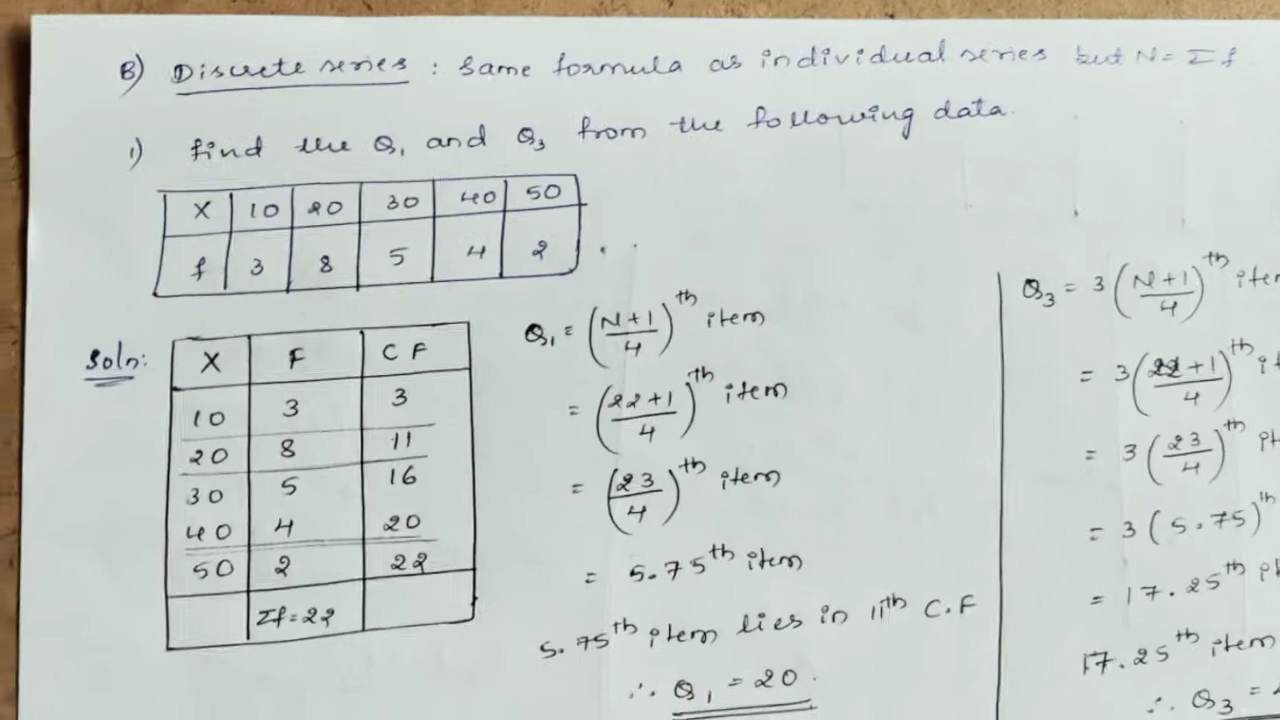 B) Discrete series : Same formula as individual series but N = Σf
1) Find the Q₁ and Q₃ from the following data.
X 10 20 30 40 50
f 3 8 5 4 2
Soln:
X F CF
10 3 3
20 8 11
30 5 16
40 4 20
50 2 22
Σf = 22
Q₁ = (N+1/4)th item
= (22+1/4)th item
= (23/4)th item
= 5.75th item
5.75th item lies in 11th C.F
∴ Q₁ = 20.
Q₃ = 3(N+1/4)th
= 3(22+1/4)th
= 3(23/4)th
= 3(5.75)th
= 17.25th
17.25th item
∴ Q₃ =